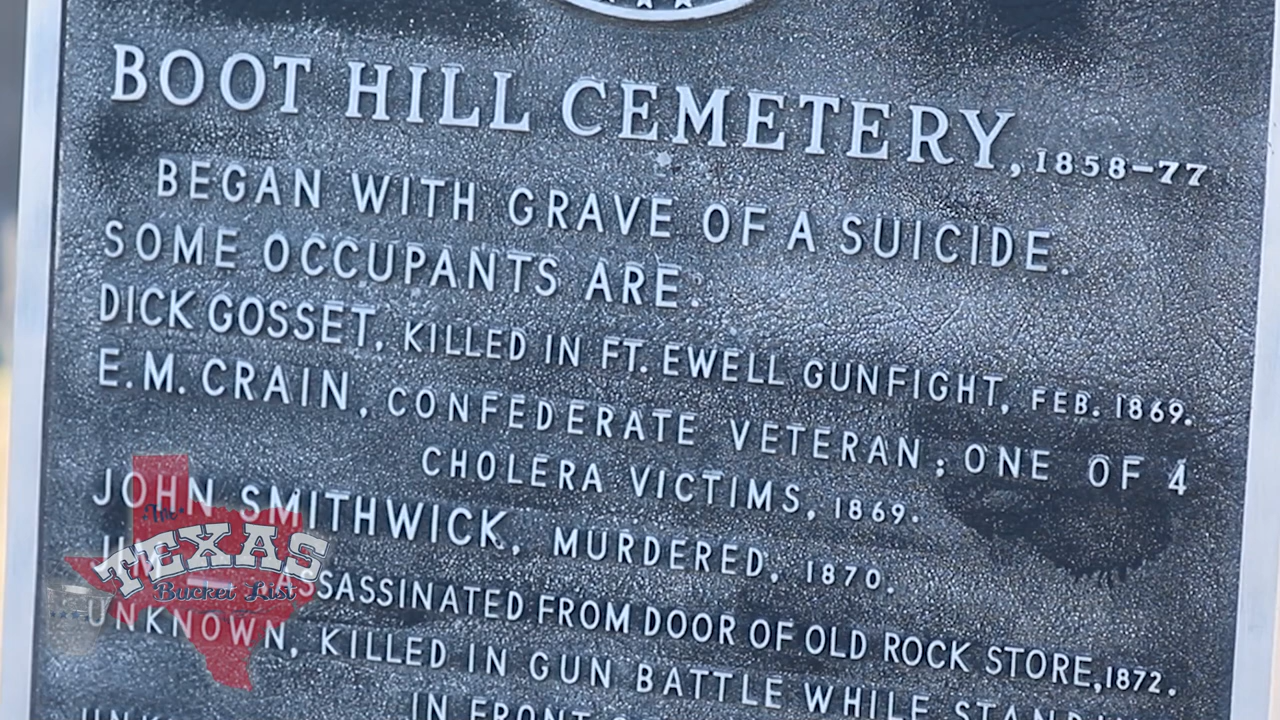 BOOT HILL CEMETERY, 1858–77
BEGAN WITH GRAVE OF A SUICIDE.
SOME OCCUPANTS ARE:
DICK GOSSET, KILLED IN FT. EWELL GUNFIGHT, FEB. 1869.
E.M. CRAIN, CONFEDERATE VETERAN; ONE OF 4
CHOLERA VICTIMS, 1869.
JOHN SMITHWICK, MURDERED, 1870.
JIM ASSASSINATED FROM DOOR OF OLD ROCK STORE, 1872.
UNKNOWN, KILLED IN GUN BATTLE WHILE
IN FRONT
The
TEXAS
Bucket List